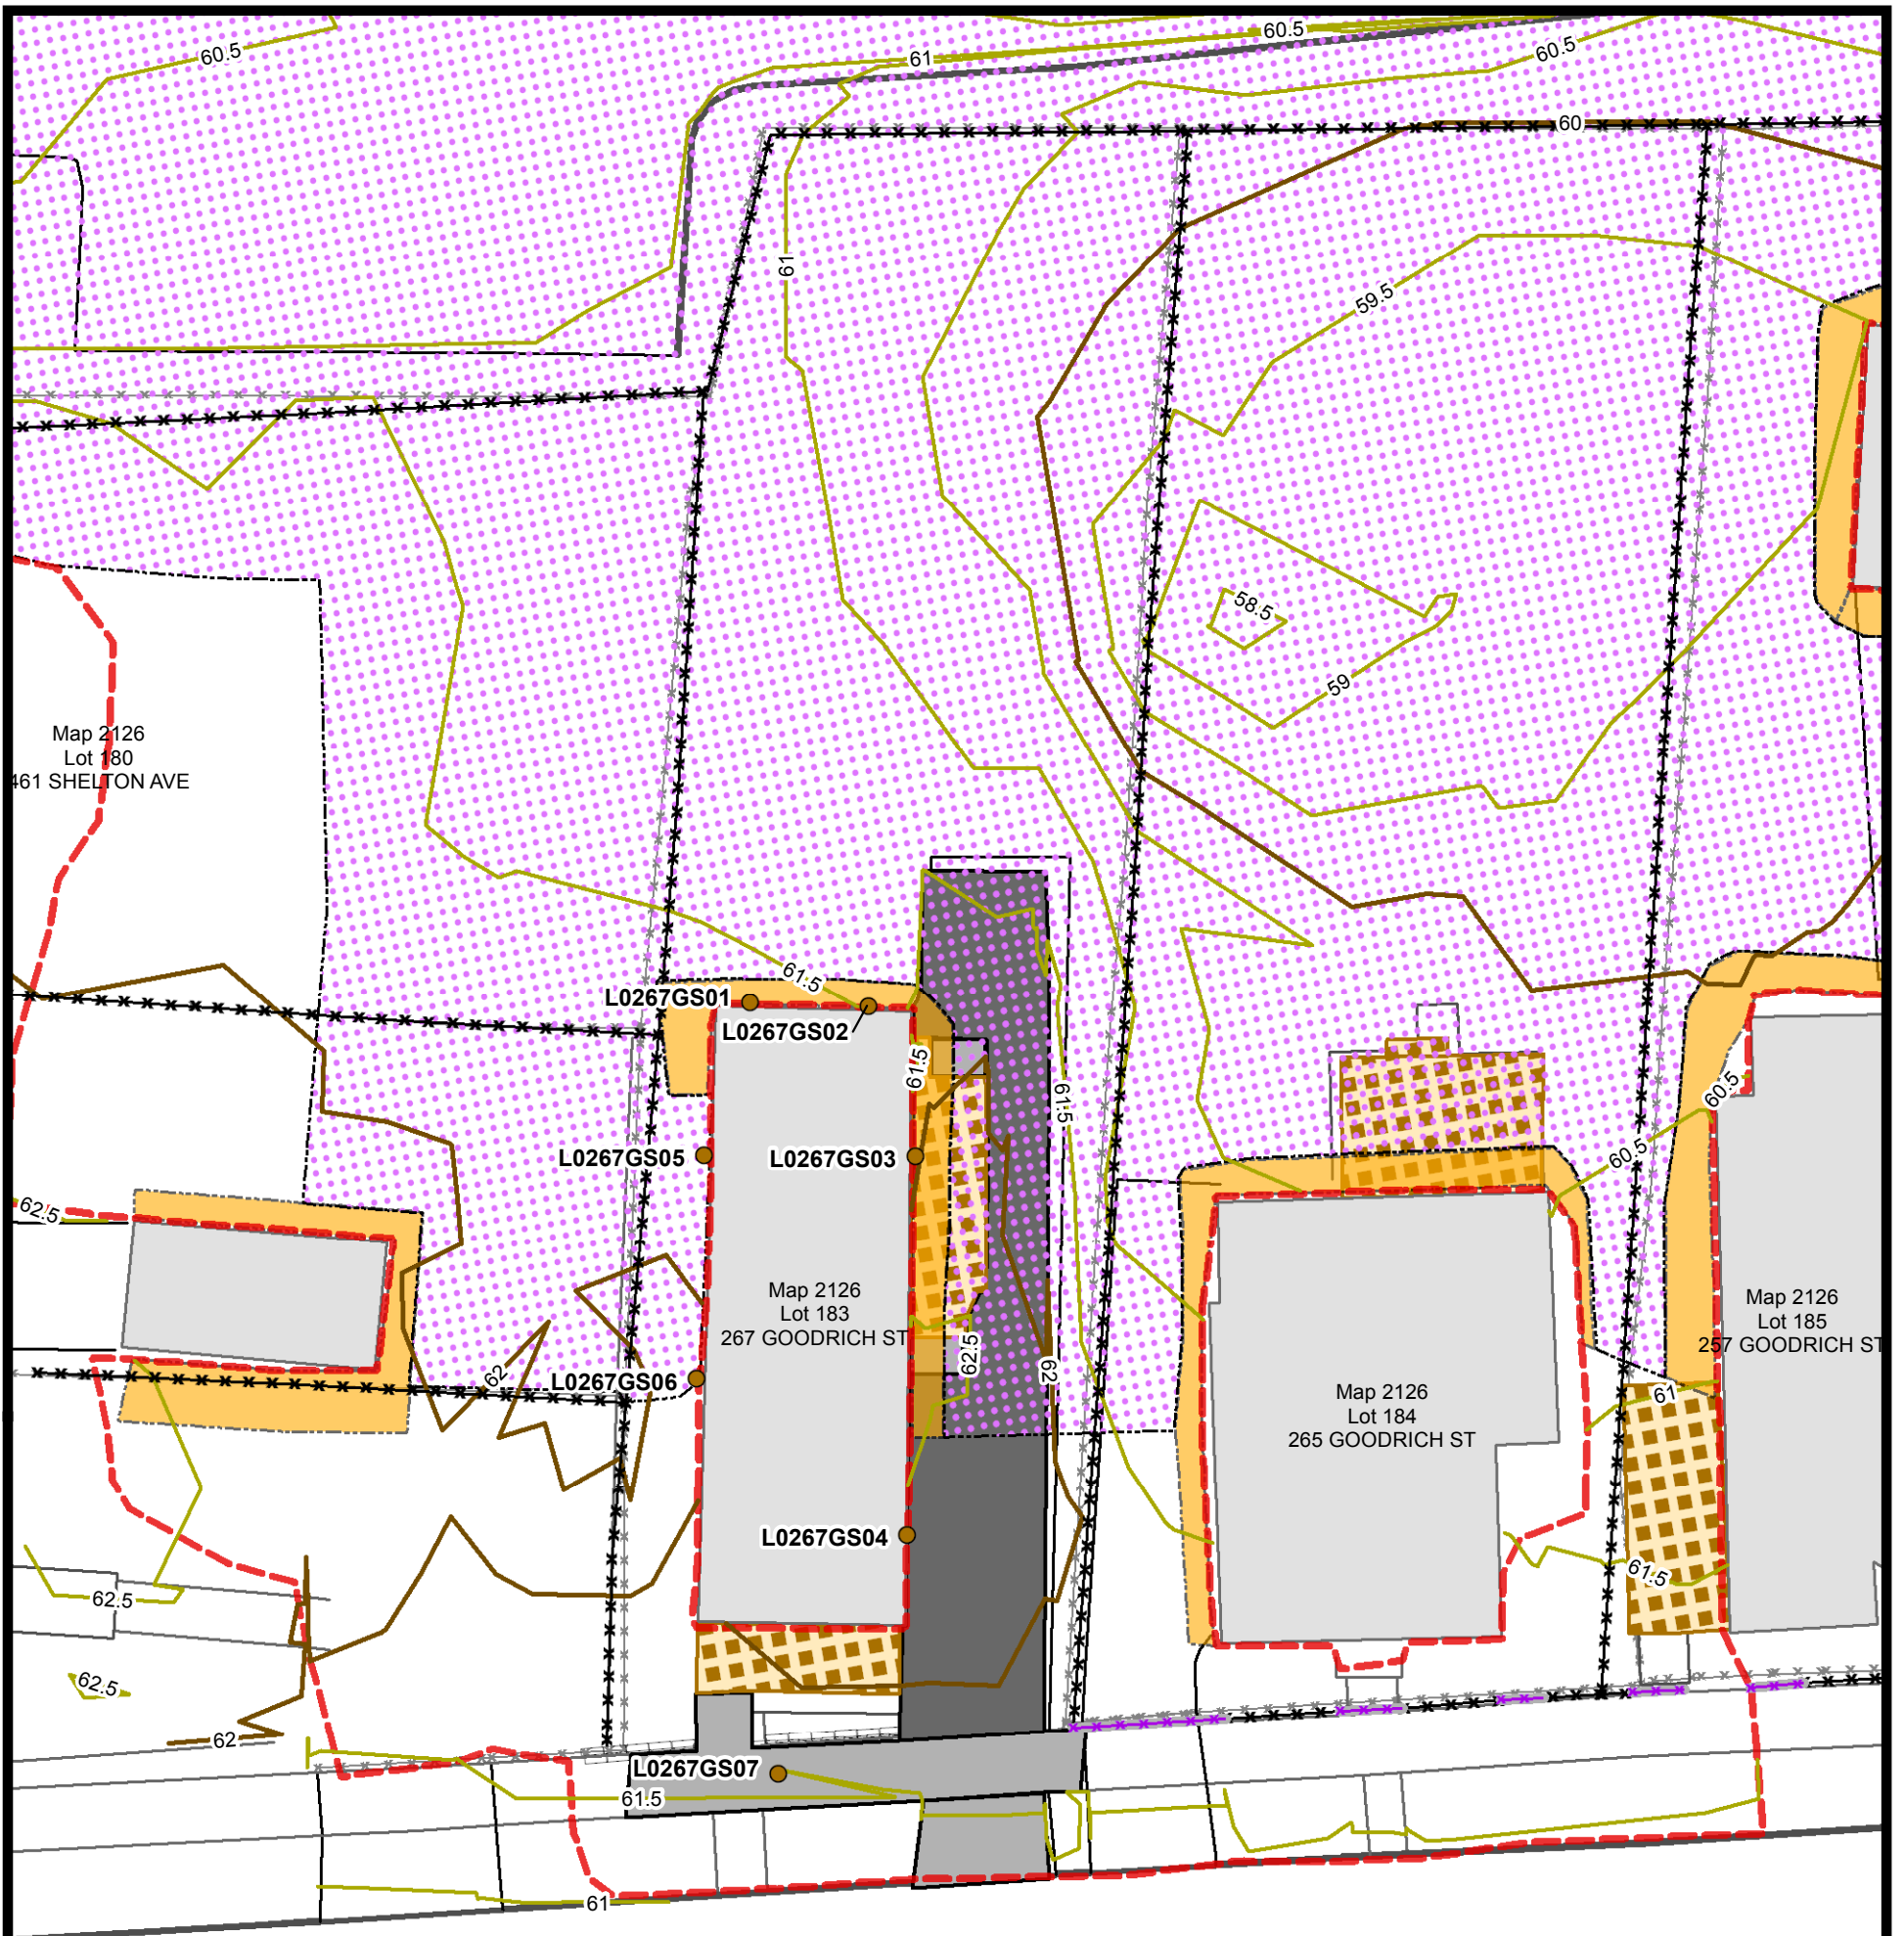 60.5
61
60.5
60.5
60
61
59.5
58.5
59
Map 2126
Lot 180
461 SHELTON AVE
61.5
L0267GS01
L0267GS02
61.5
61.5
60.5
60.5
L0267GS05
L0267GS03
62.5
Map 2126
Lot 183
267 GOODRICH ST
Map 2126
Lot 185
257 GOODRICH ST
62.5
62
62
L0267GS06
Map 2126
Lot 184
265 GOODRICH ST
61
L0267GS04
61.5
62.5
62.5
62
L0267GS07
61.5
61